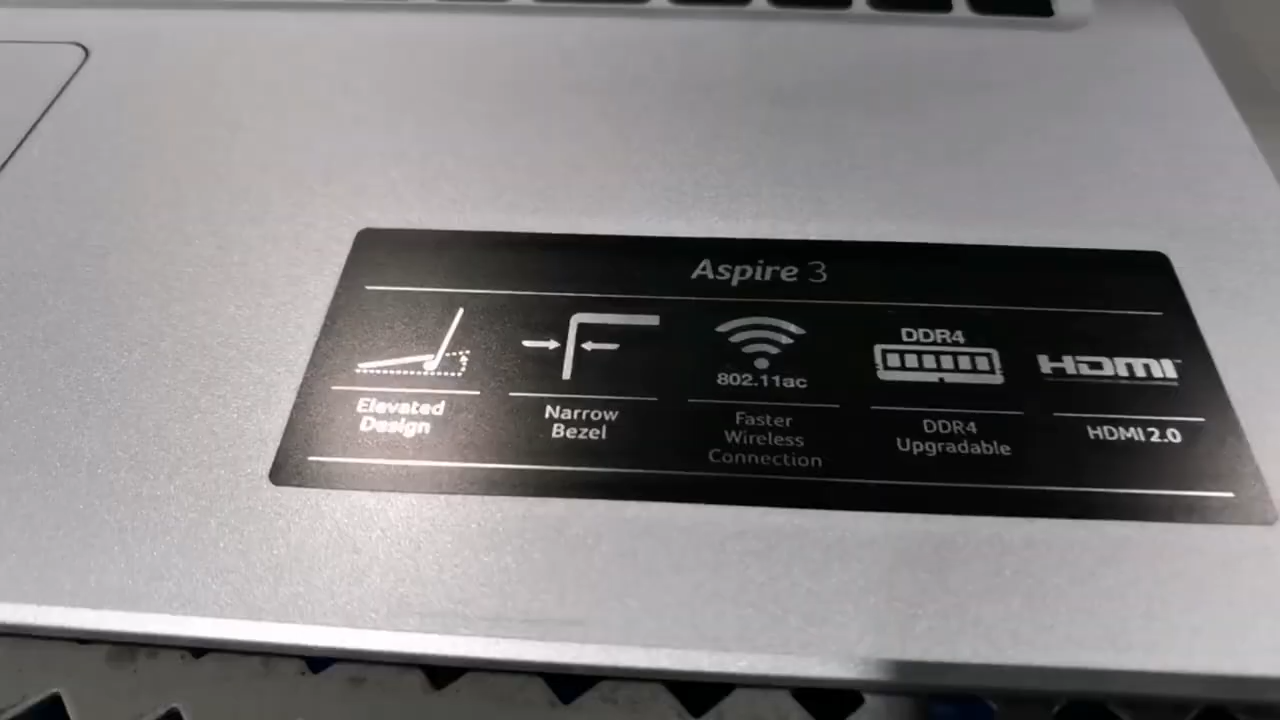 Aspire 3
802.11ac
DDR4
HDMI
Elevated
Design
Narrow
Bezel
Faster
Wireless
Connection
DDR4
Upgradable
HDMI 2.0